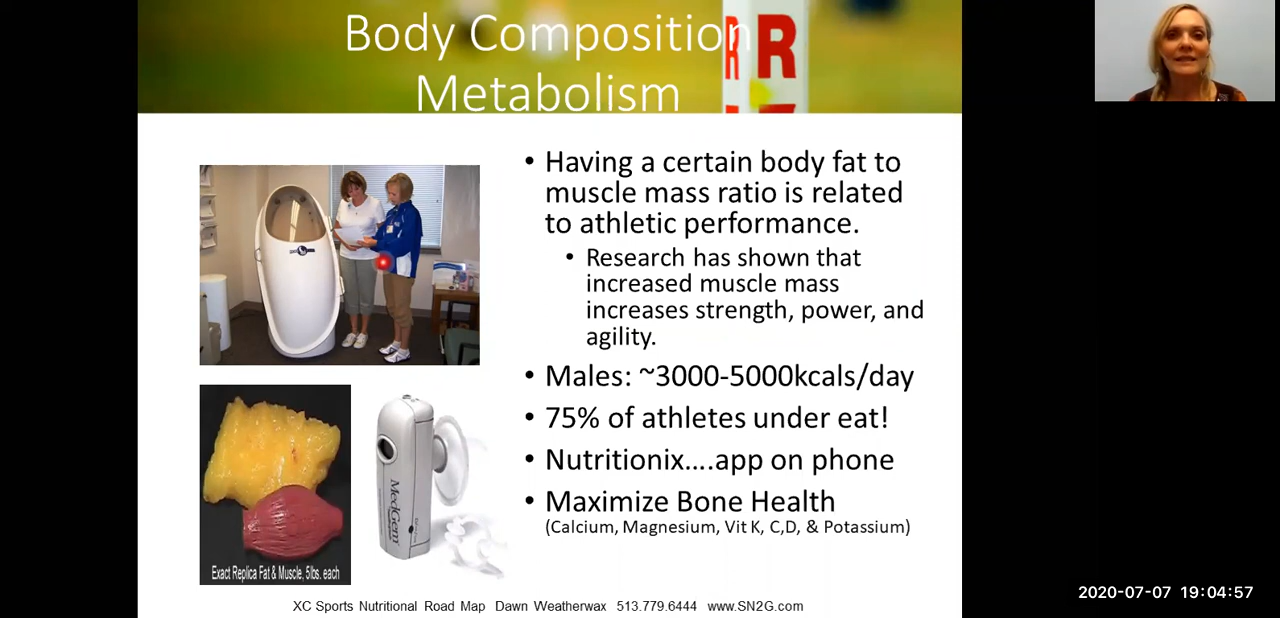 Body Composition
Metabolism
R R
• Having a certain body fat to
muscle mass ratio is related
to athletic performance.
• Research has shown that
increased muscle mass
increases strength, power, and
agility.
• Males: ~3000-5000kcals/day
• 75% of athletes under eat!
• Nutritionix....app on phone
• Maximize Bone Health
(Calcium, Magnesium, Vit K, C,D, & Potassium)
MedGem
Exact Replica Fat & Muscle, 5lbs. each
XC Sports Nutritional Road Map Dawn Weatherwax 513.779.6444 www.SN2G.com
2020-07-07 19:04:57